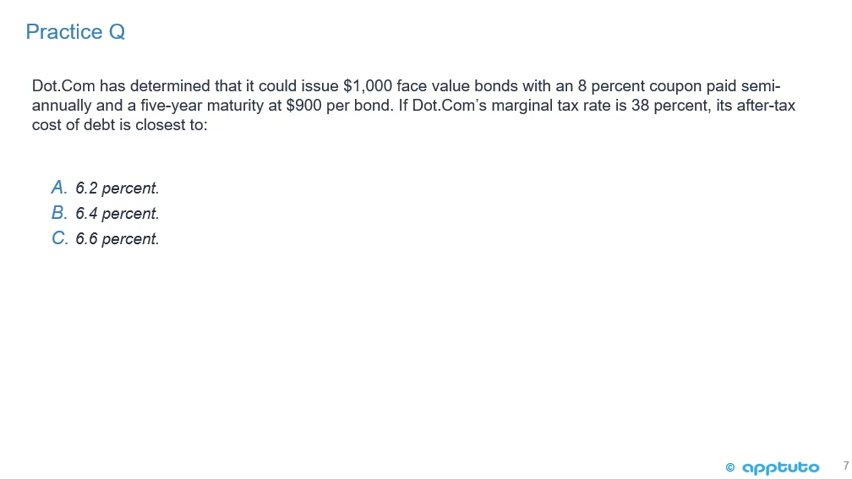 Practice Q
Dot.Com has determined that it could issue $1,000 face value bonds with an 8 percent coupon paid semi-
annually and a five-year maturity at $900 per bond. If Dot.Com’s marginal tax rate is 38 percent, its after-tax
cost of debt is closest to:
A. 6.2 percent.
B. 6.4 percent.
C. 6.6 percent.
© apptuto 7